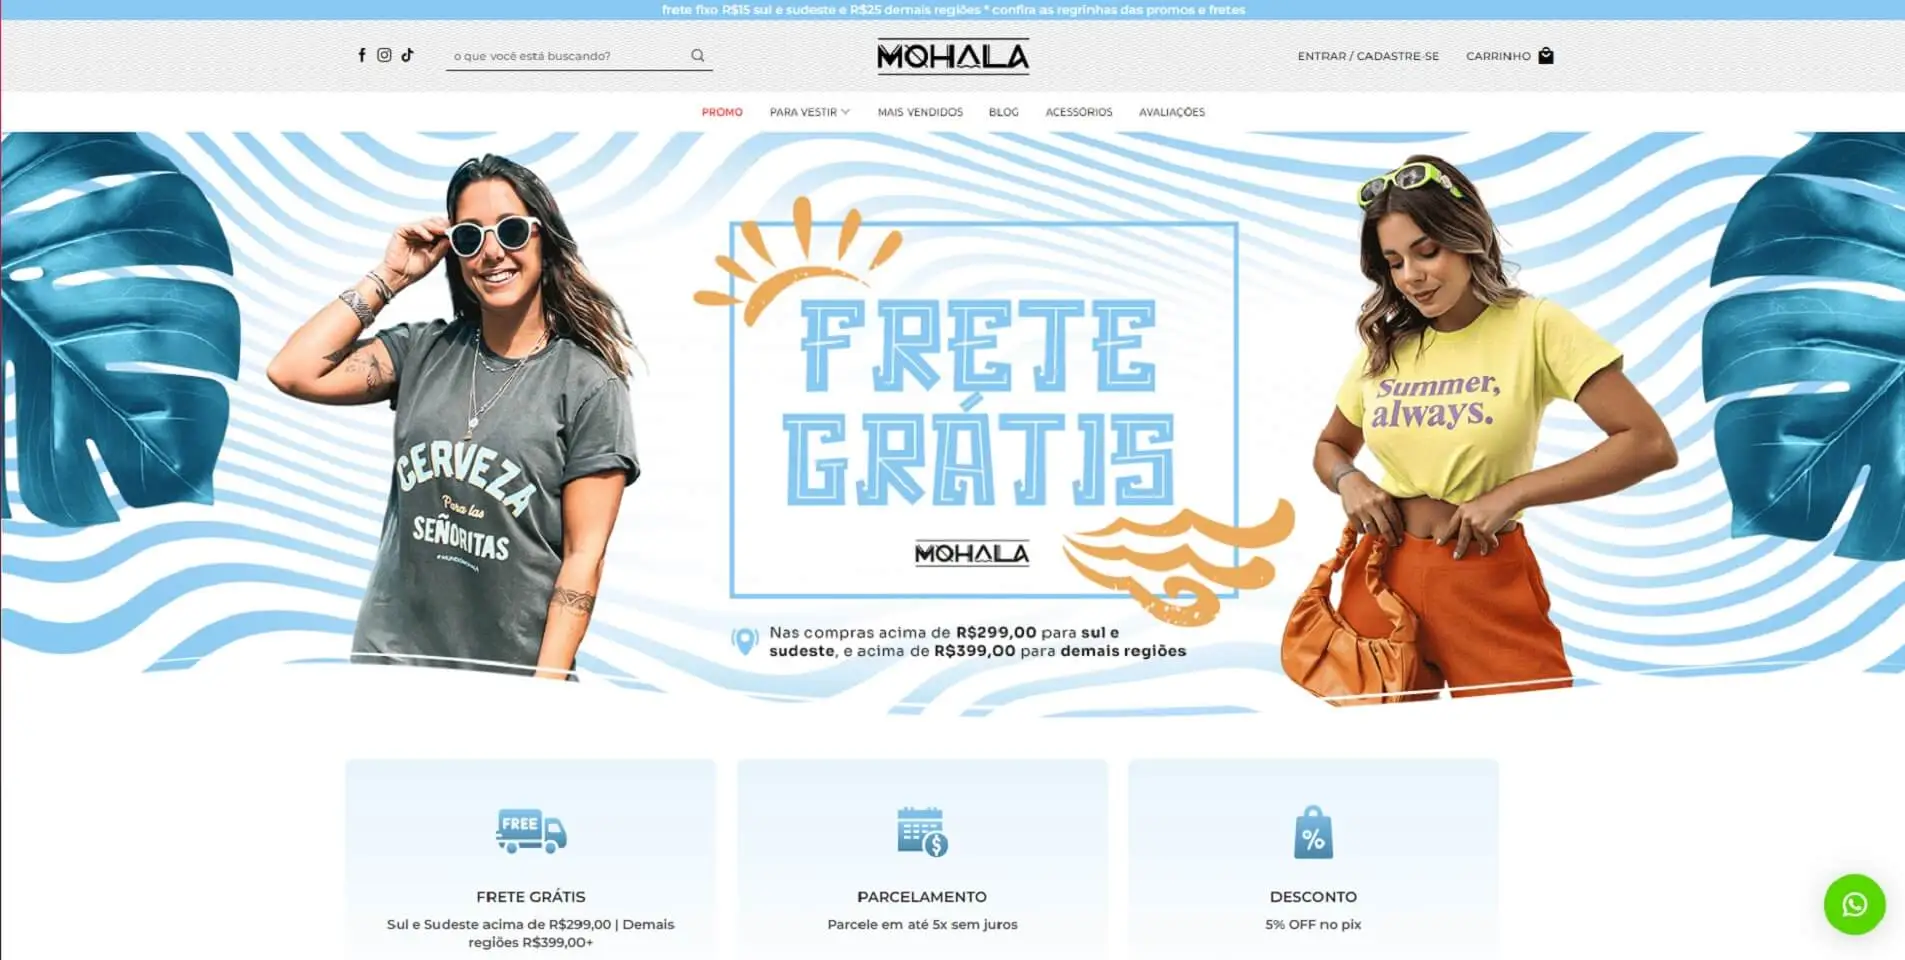 frete fixo R$15 sul e sudeste e R$25 demais regiões * confira as regrinhas das promos e fretes
o que você está buscando?
MOHALA
ENTRAR / CADASTRE-SE
CARRINHO
PROMO
PARA VESTIR
MAIS VENDIDOS
BLOG
ACESSÓRIOS
AVALIAÇÕES
CERVEZA
Para las
SEÑORITAS
FRETE
GRÁTIS
MOHALA
Nas compras acima de R$299,00 para sul e
sudeste, e acima de R$399,00 para demais regiões
Summer,
always.
FREE
FRETE GRÁTIS
Sul e Sudeste acima de R$299,00 | Demais
regiões R$399,00+
$
PARCELAMENTO
Parcele em até 5x sem juros
%
DESCONTO
5% OFF no pix